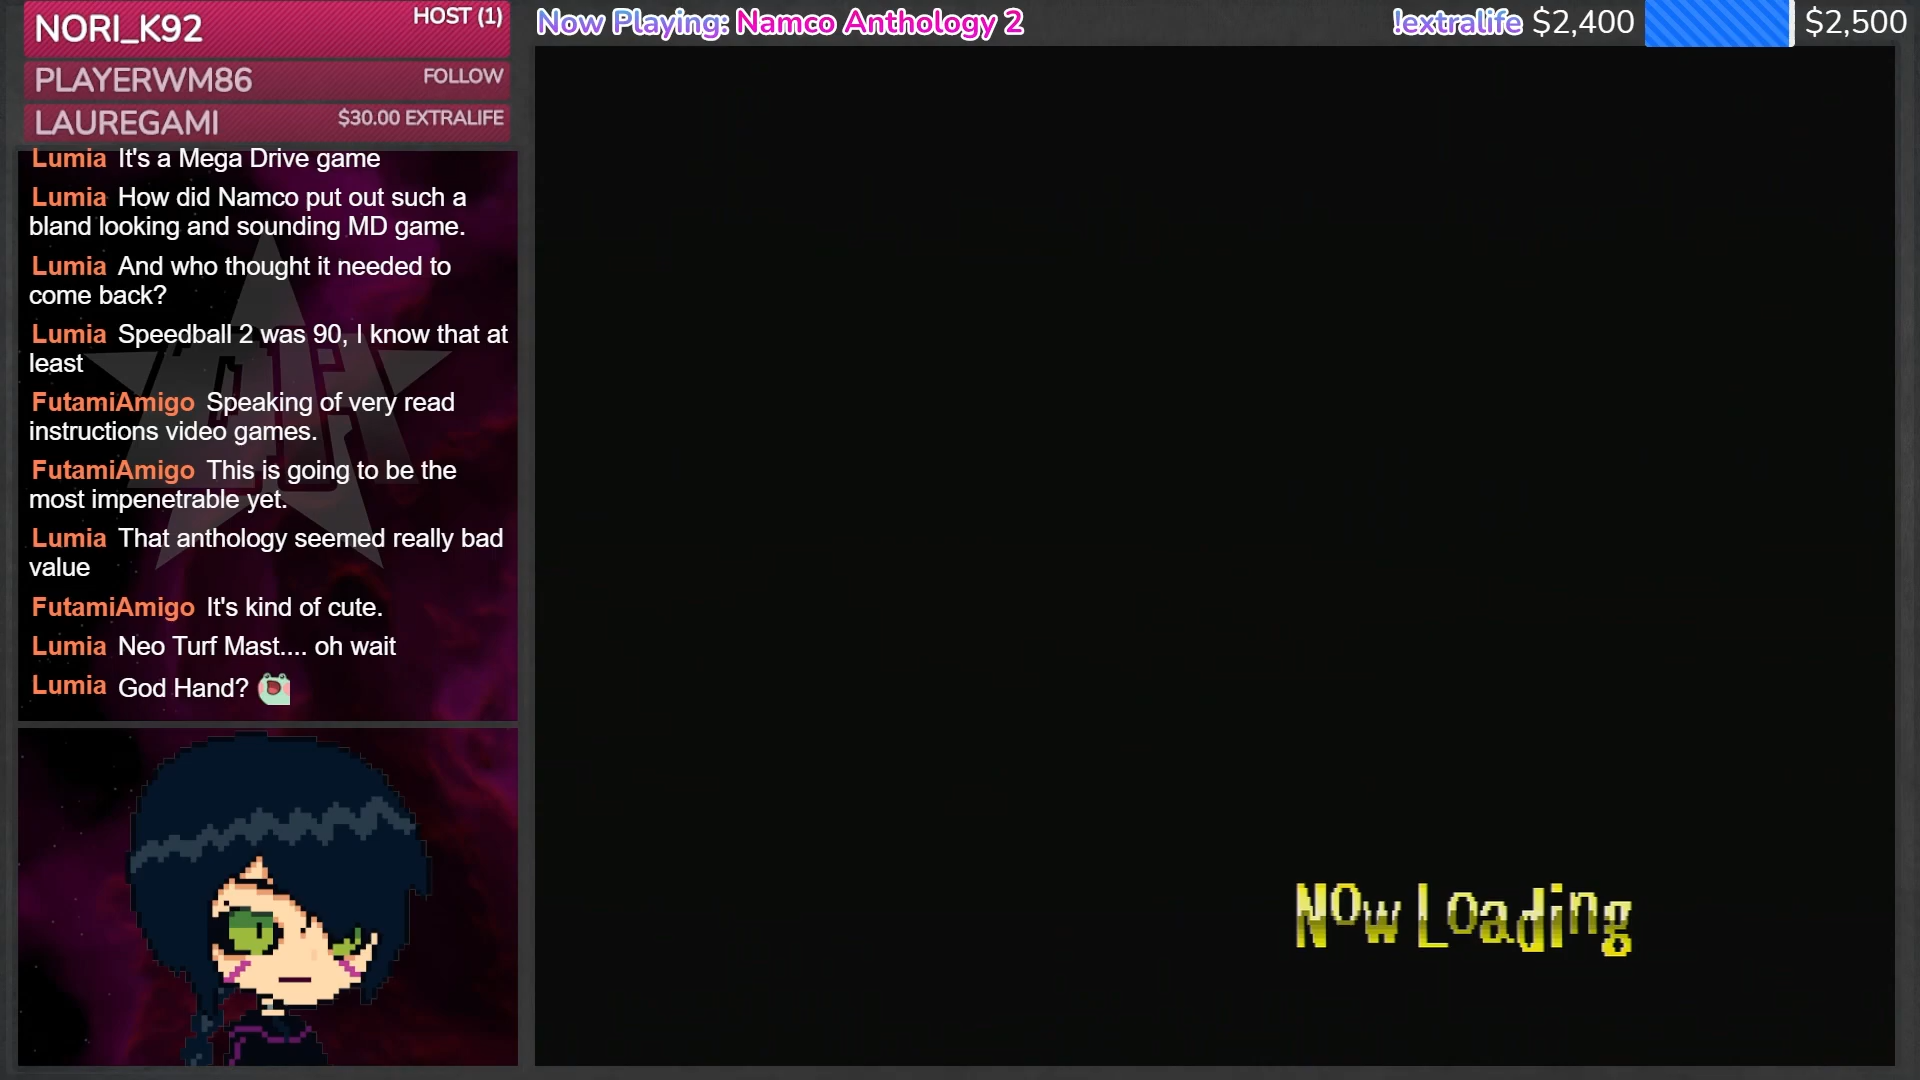 NORI_K92 HOST (1)
PLAYERWM86 FOLLOW
LAUREGAMI $30.00 EXTRALIFE
Lumia It's a Mega Drive game
Lumia How did Namco put out such a
bland looking and sounding MD game.
Lumia And who thought it needed to
come back?
Lumia Speedball 2 was 90, I know that at
least
FutamiAmigo Speaking of very read
instructions video games.
FutamiAmigo This is going to be the
most impenetrable yet.
Lumia That anthology seemed really bad
value
FutamiAmigo It's kind of cute.
Lumia Neo Turf Mast.... oh wait
Lumia God Hand?
Now Playing: Namco Anthology 2
!extralife $2,400 $2,500
Now Loading